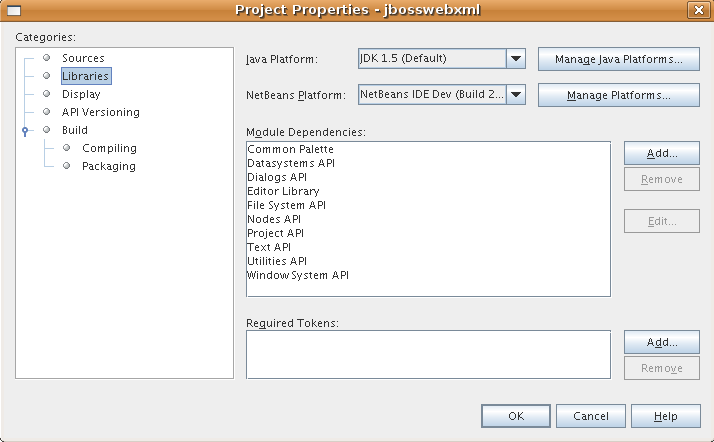 Project Properties - jbosswebxml
Categories:
Sources
Libraries
Display
API Versioning
Build
Compiling
Packaging
Java Platform:
JDK 1.5 (Default)
Manage Java Platforms...
NetBeans Platform:
NetBeans IDE Dev (Build 2...
Manage Platforms...
Module Dependencies:
Common Palette
Datasystems API
Dialogs API
Editor Library
File System API
Nodes API
Project API
Text API
Utilities API
Window System API
Add...
Remove
Edit...
Required Tokens:
Add...
Remove
OK
Cancel
Help